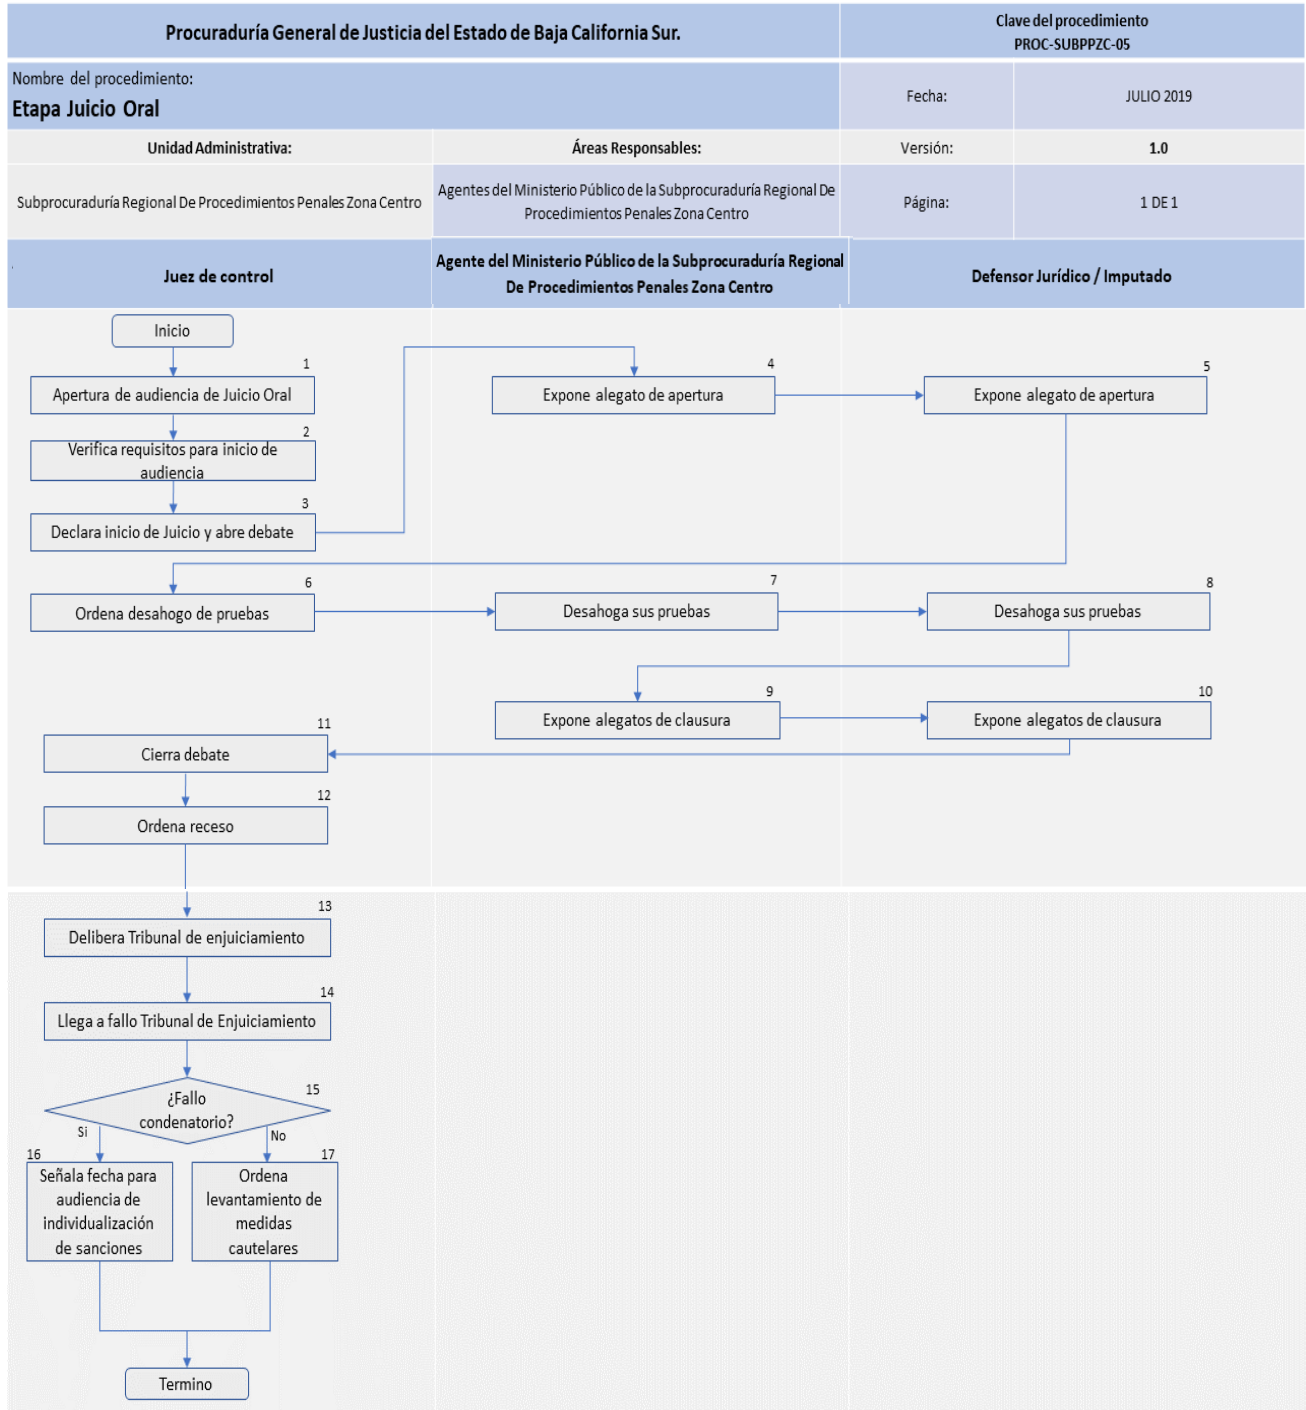 Procuraduría General de Justicia del Estado de Baja California Sur.
Clave del procedimiento
PROC-SUBPPZC-05
Nombre del procedimiento:
Etapa Juicio Oral
Fecha:
JULIO 2019
Unidad Administrativa:
Áreas Responsables:
Versión:
1.0
Subprocuraduría Regional De Procedimientos Penales Zona Centro
Agentes del Ministerio Público de la Subprocuraduría Regional De
Procedimientos Penales Zona Centro
Página:
1 DE 1
Juez de control
Agente del Ministerio Público de la Subprocuraduría Regional
De Procedimientos Penales Zona Centro
Defensor Jurídico / Imputado
Inicio
1
Apertura de audiencia de Juicio Oral
2
Verifica requisitos para inicio de
audiencia
3
Declara inicio de Juicio y abre debate
4
Expone alegato de apertura
5
Expone alegato de apertura
6
Ordena desahogo de pruebas
7
Desahoga sus pruebas
8
Desahoga sus pruebas
9
Expone alegatos de clausura
10
Expone alegatos de clausura
11
Cierra debate
12
Ordena receso
13
Delibera Tribunal de enjuiciamiento
14
Llega a fallo Tribunal de Enjuiciamiento
15
¿Fallo
condenatorio?
Si
No
16
Señala fecha para
audiencia de
individualización
de sanciones
17
Ordena
levantamiento de
medidas
cautelares
Termino